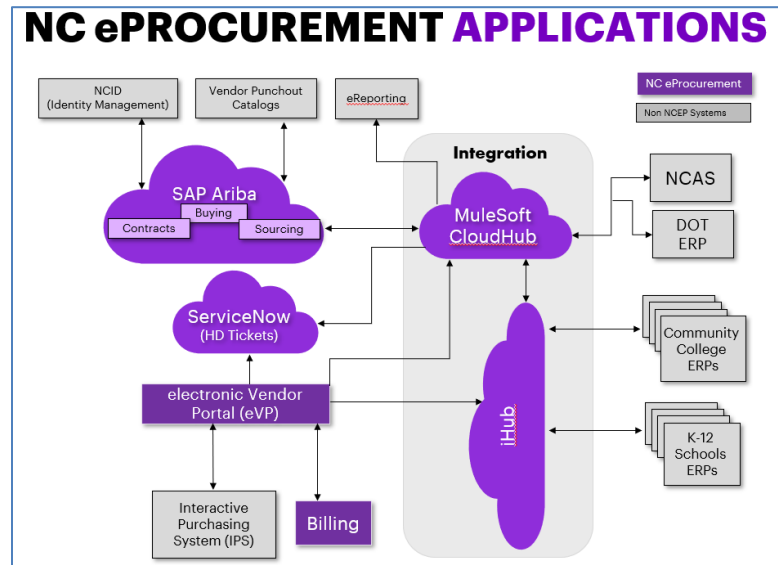 NC ePROCUREMENT APPLICATIONS
NCID
(Identity Management)
Vendor Punchout
Catalogs
eReporting
NC eProcurement
Non NCEP Systems
Integration
SAP Ariba
Buying
Contracts
Sourcing
MuleSoft
CloudHub
NCAS
DOT
ERP
ServiceNow
(HD Tickets)
Community
College
ERPs
electronic Vendor
Portal (eVP)
iHub
K-12
Schools
ERPs
Interactive
Purchasing
System (IPS)
Billing